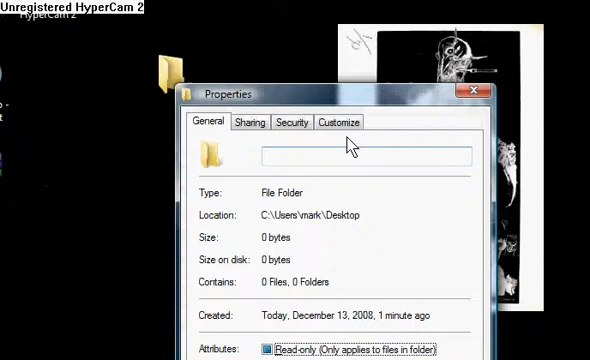 Unregistered HyperCam 2
HyperCam 2
Properties
General Sharing Security Customize
Type: File Folder
Location: C:\Users\mark\Desktop
Size: 0 bytes
Size on disk: 0 bytes
Contains: 0 Files, 0 Folders
Created: Today, December 13, 2008, 1 minute ago
Attributes: Read-only (Only applies to files in folder)